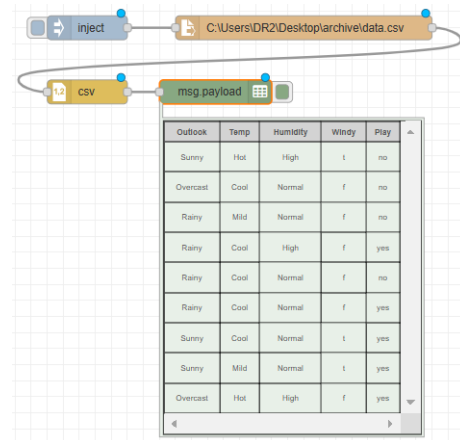 inject
C:\Users\DR2\Desktop\archive\data.csv
1,2 csv
msg.payload
Outlook Temp Humidity Windy Play
Sunny Hot High t no
Overcast Cool Normal f no
Rainy Mild Normal f no
Rainy Cool High f yes
Rainy Cool Normal f no
Rainy Cool Normal f yes
Sunny Cool Normal t yes
Sunny Mild Normal t yes
Overcast Hot High f yes